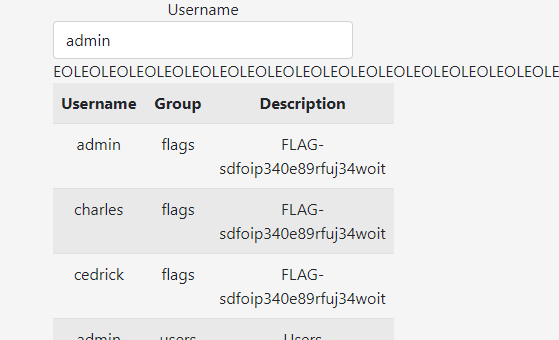 Username
admin
EOLEOLEOLEOLEOLEOLEOLEOLEOLEOLEOLEOLEOLEOLEOLEOLEOLEOLE
Username Group Description
admin flags FLAG-
sdfoip340e89rfuj34woit
charles flags FLAG-
sdfoip340e89rfuj34woit
cedrick flags FLAG-
sdfoip340e89rfuj34woit
admin users Users